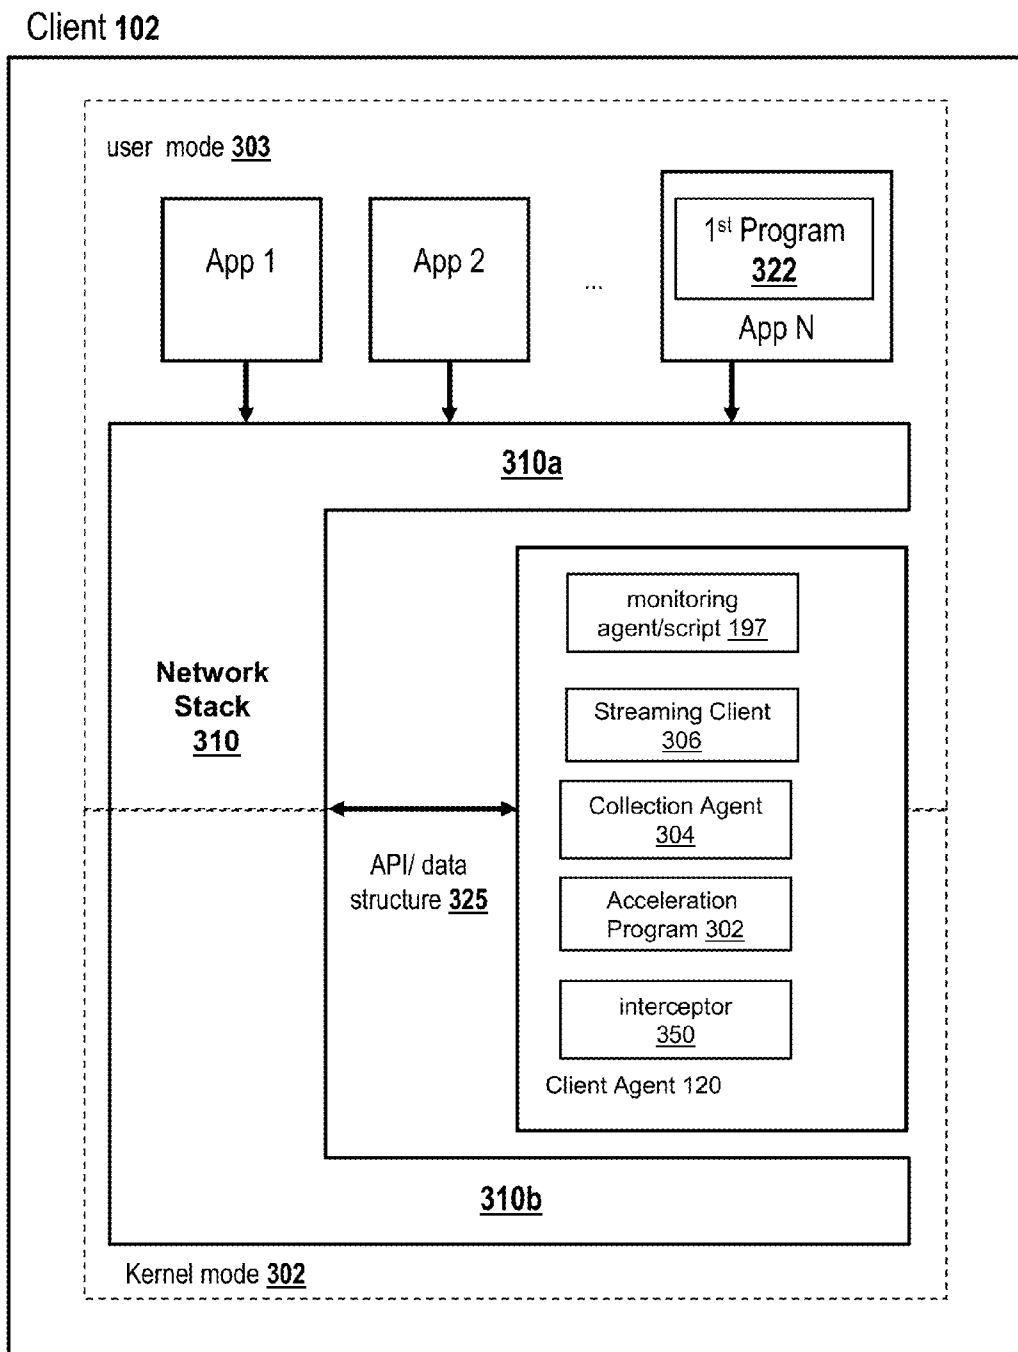 Client 102
user mode 303
App 1
App 2
...
1st Program
322
App N
310a
monitoring
agent/script 197
Network
Stack
310
Streaming Client
306
Collection Agent
304
API/ data
structure 325
Acceleration
Program 302
interceptor
350
Client Agent 120
310b
Kernel mode 302